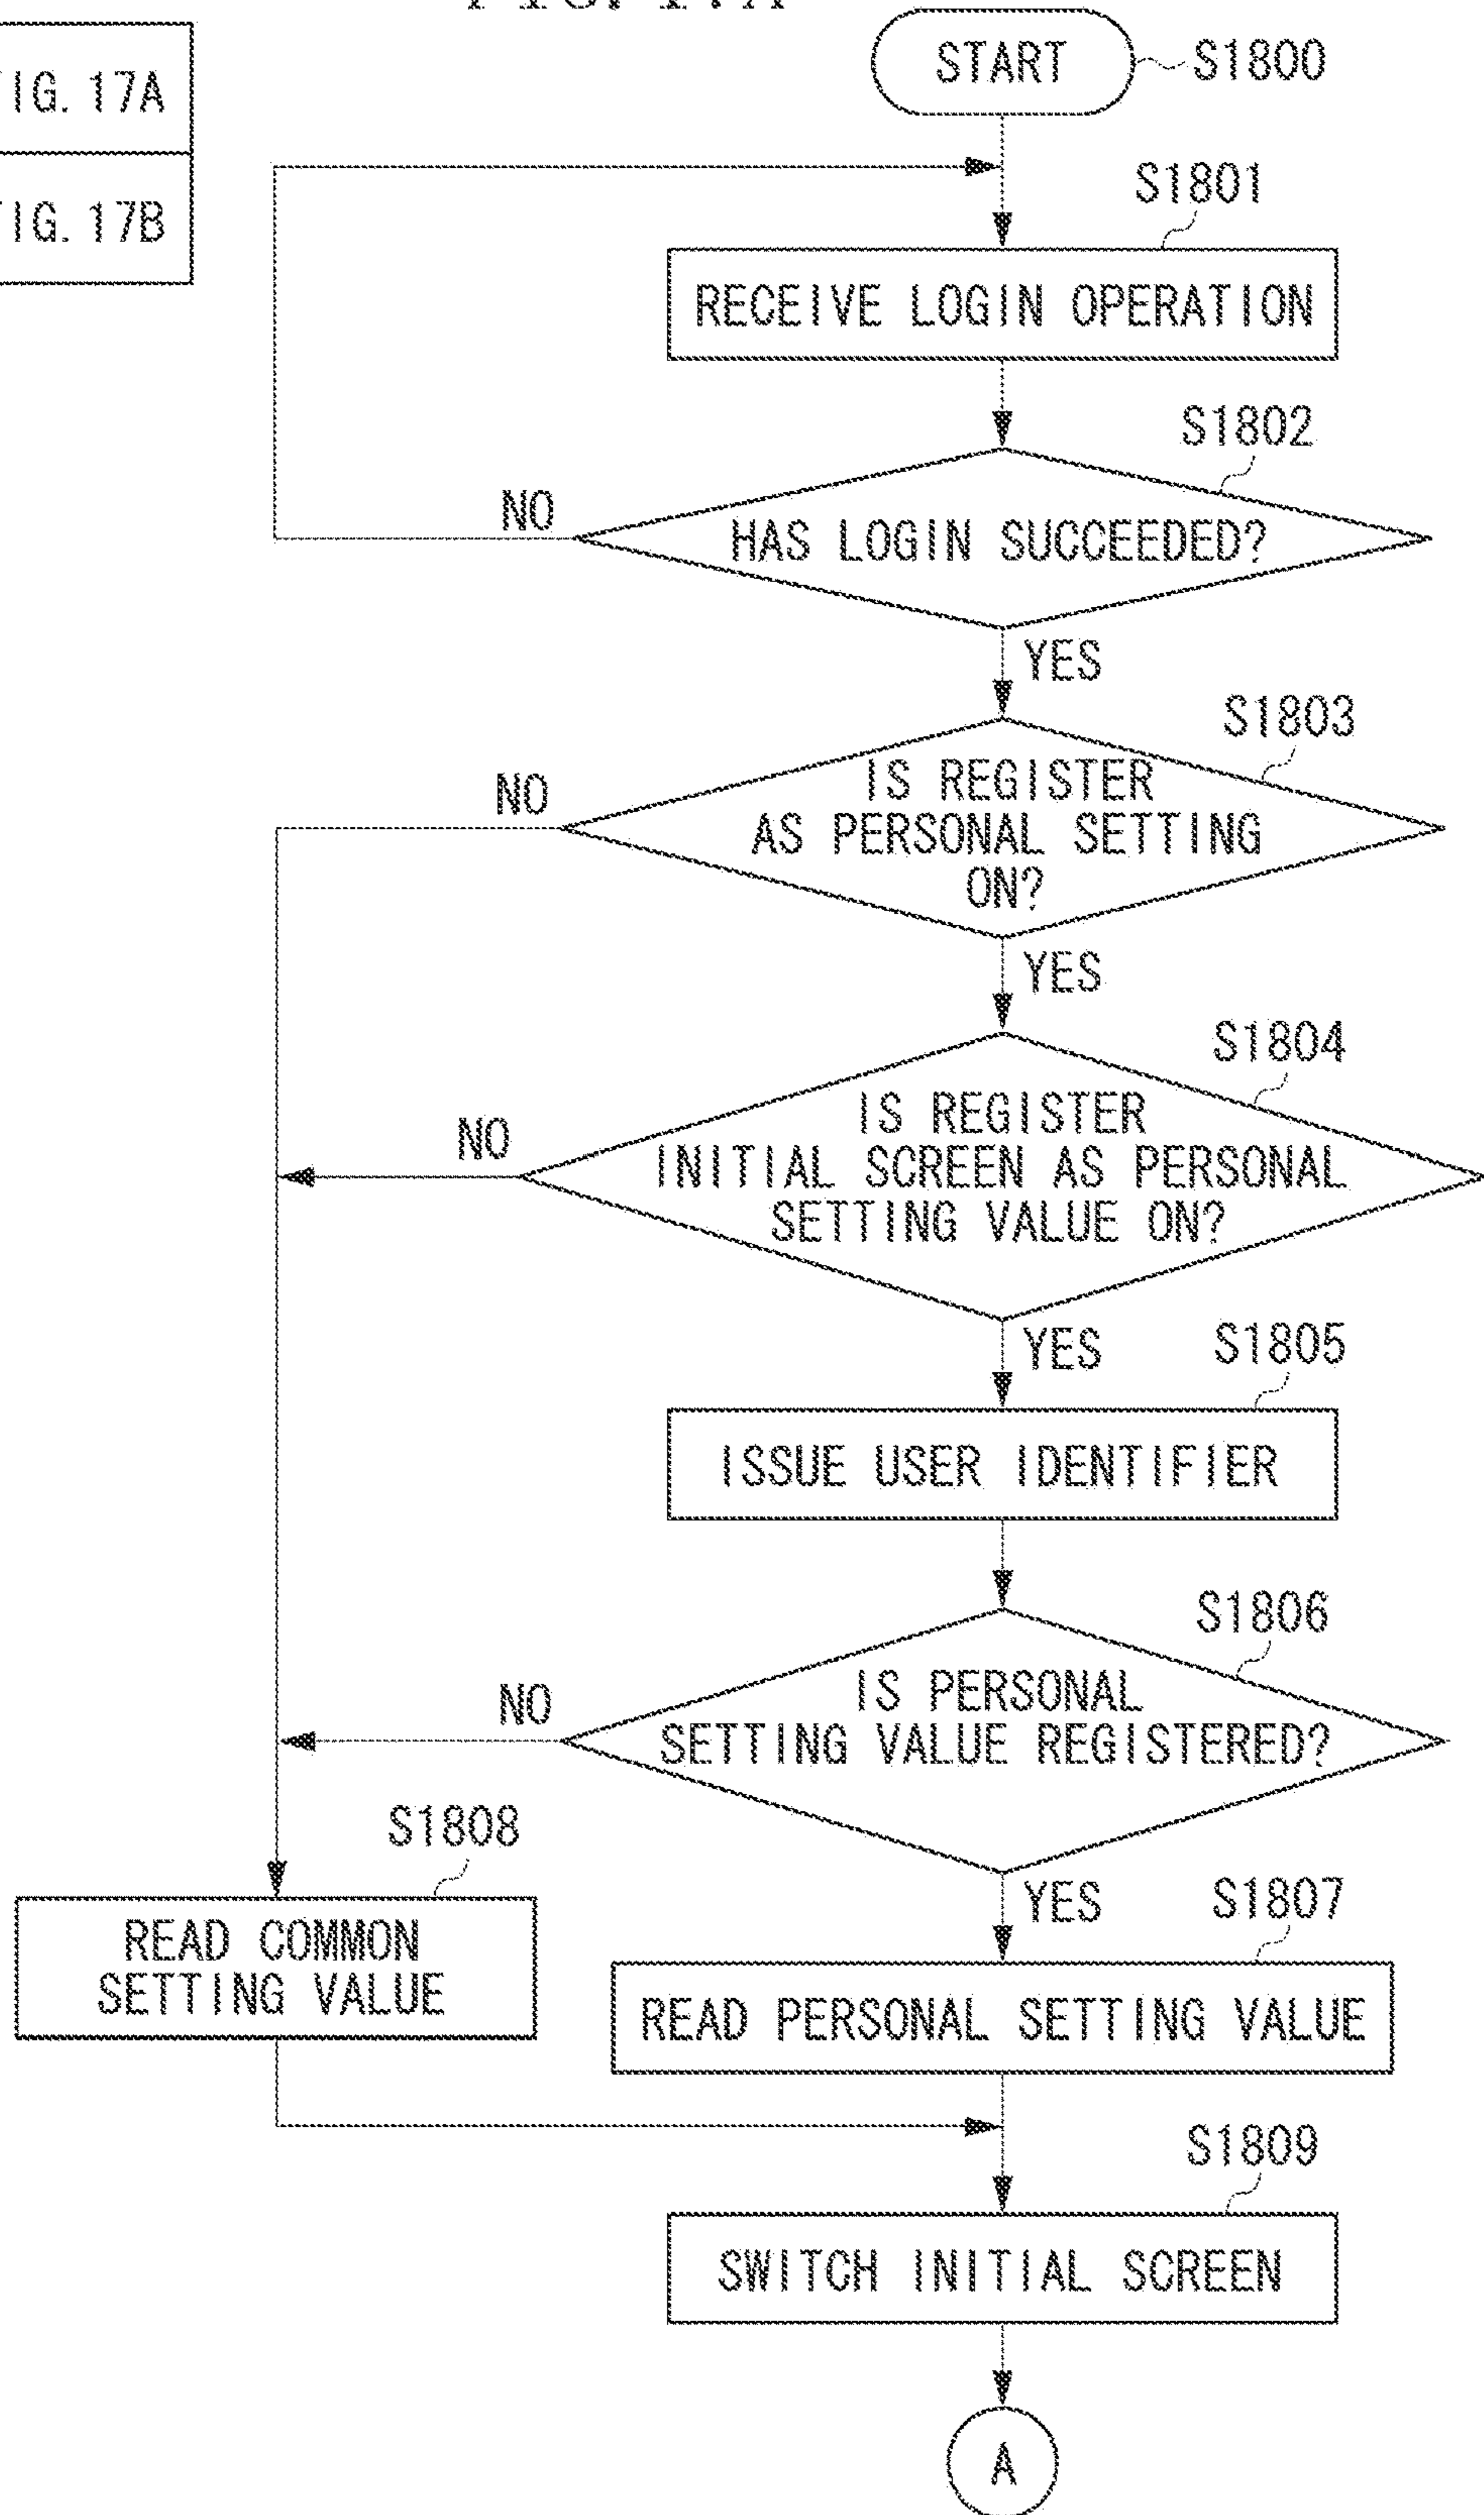 START
S1800
IG. 17A
IG. 17B
S1801
RECEIVE LOGIN OPERATION
S1802
NO
HAS LOGIN SUCCEEDED?
YES
S1803
NO
IS REGISTER
AS PERSONAL SETTING
ON?
YES
S1804
NO
IS REGISTER
INITIAL SCREEN AS PERSONAL
SETTING VALUE ON?
YES
S1805
ISSUE USER IDENTIFIER
S1806
NO
IS PERSONAL
SETTING VALUE REGISTERED?
S1808
YES
S1807
READ COMMON
SETTING VALUE
READ PERSONAL SETTING VALUE
S1809
SWITCH INITIAL SCREEN
A